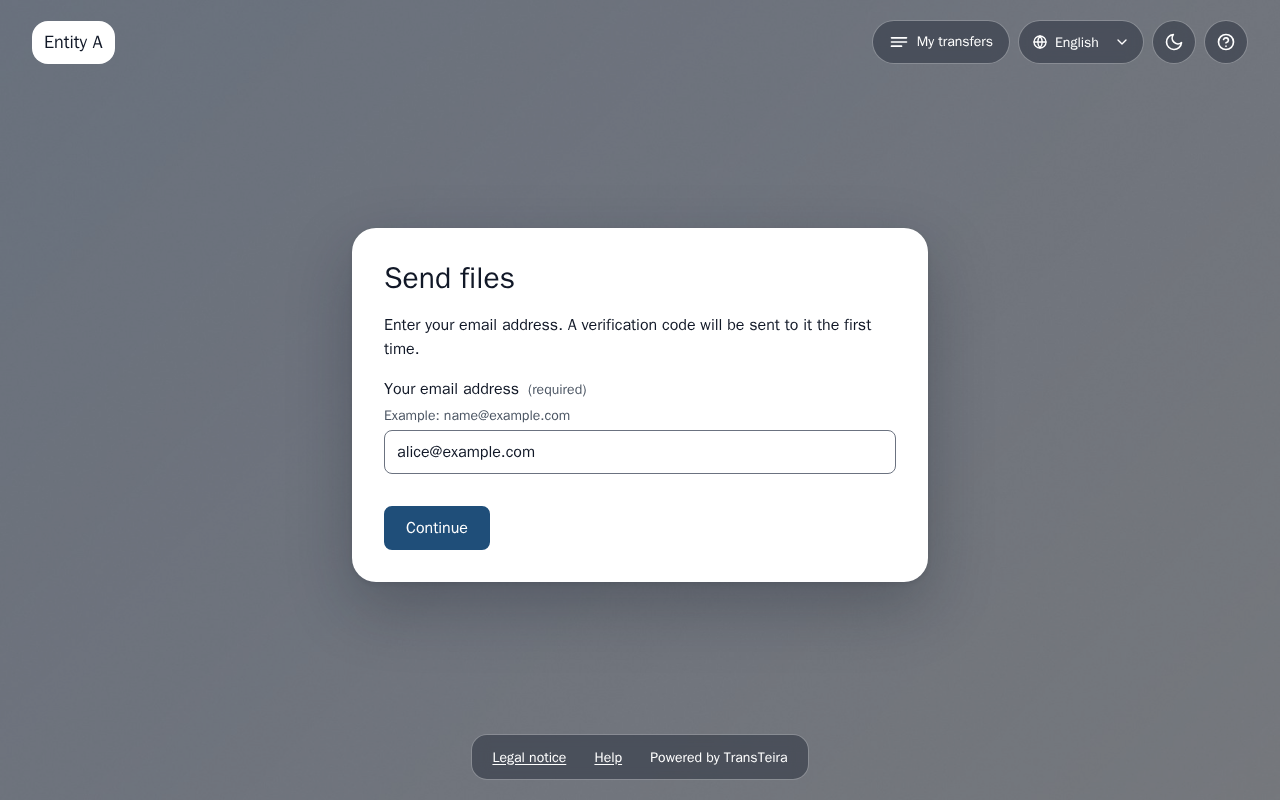 Entity A
My transfers
English
Send files
Enter your email address. A verification code will be sent to it the first
time.
Your email address (required)
Example: name@example.com
alice@example.com
Continue
Legal notice
Help
Powered by TransTeira